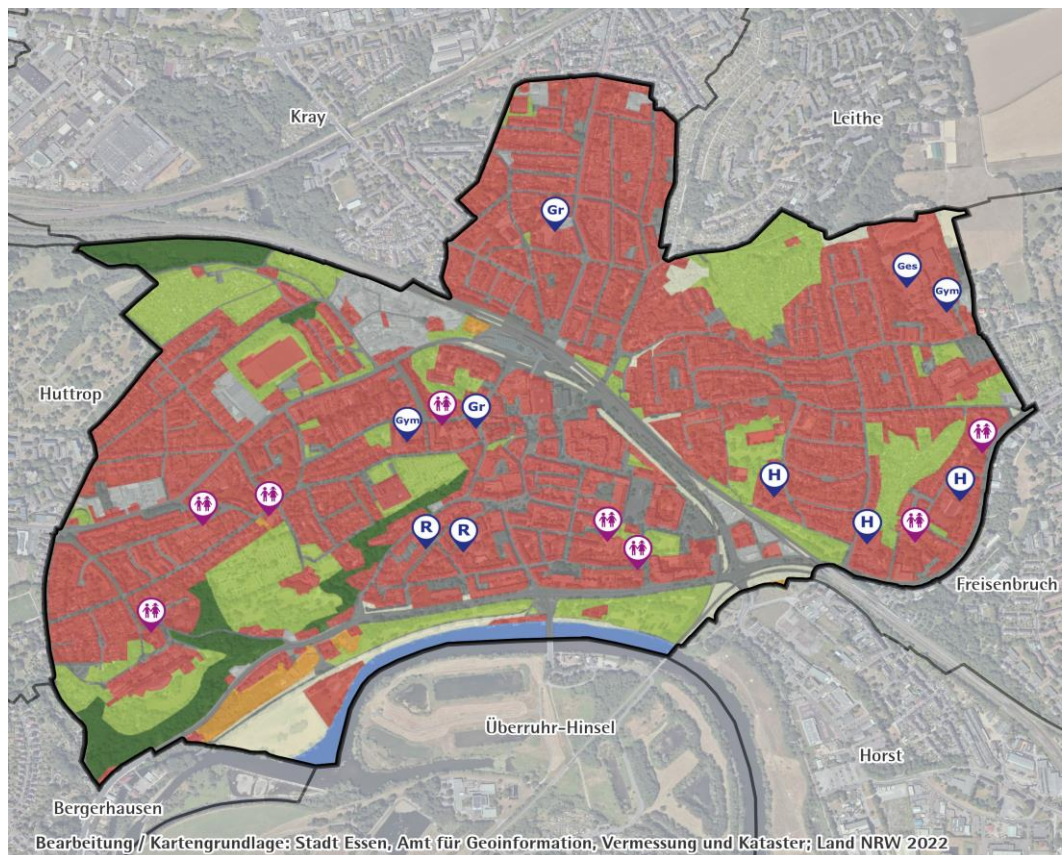 Kray
Leithe
Gr
Ges
Gym
Huttrop
Gym
Gr
H
H
R
R
H
Freisenbruch
Überruhr-Hinsel
Horst
Bergerhausen
Bearbeitung / Kartengrundlage: Stadt Essen, Amt für Geoinformation, Vermessung und Kataster; Land NRW 2022